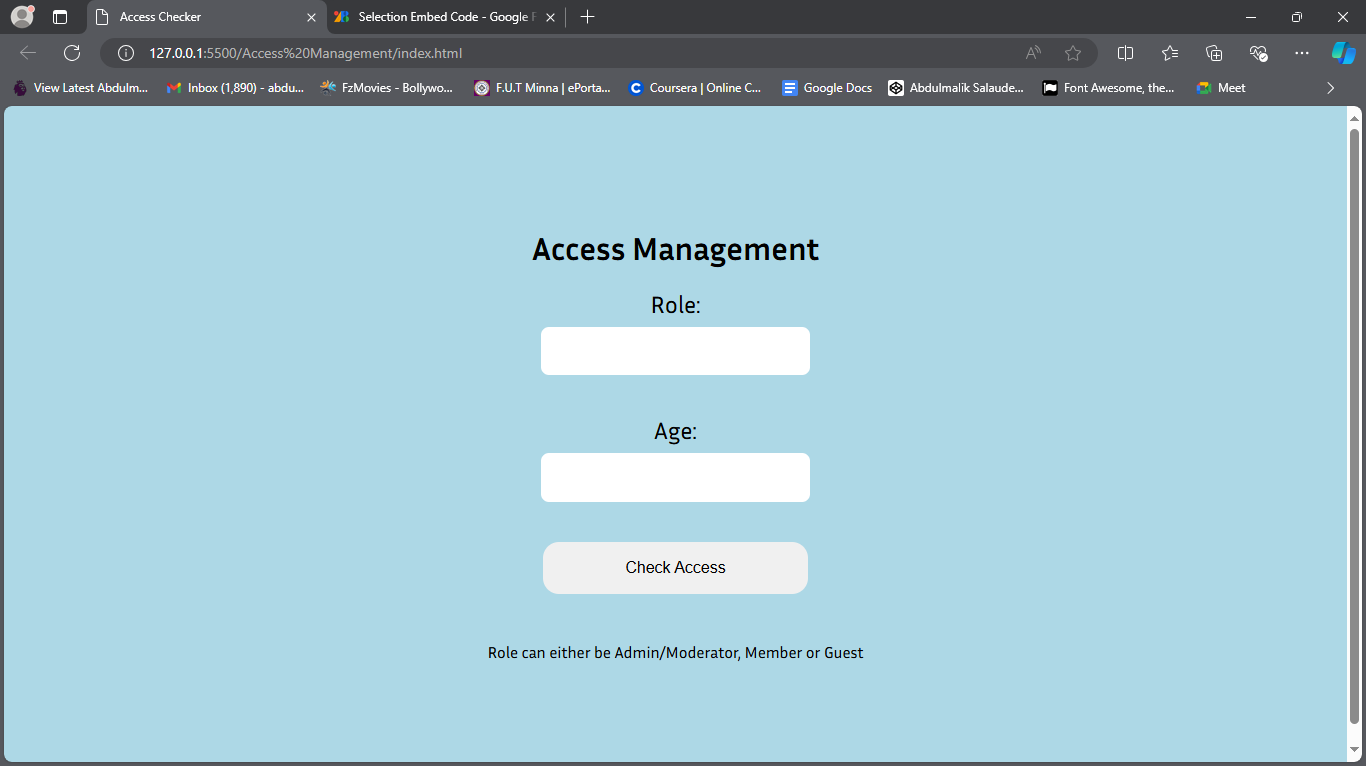 Access Checker
Selection Embed Code - Google F
127.0.0.1:5500/Access%20Management/index.html
View Latest Abdulm... Inbox (1,890) - abdu... FzMovies - Bollywo... F.U.T Minna | ePorta... Coursera | Online C... Google Docs Abdulmalik Salaude... Font Awesome, the... Meet
Access Management
Role:
Age:
Check Access
Role can either be Admin/Moderator, Member or Guest